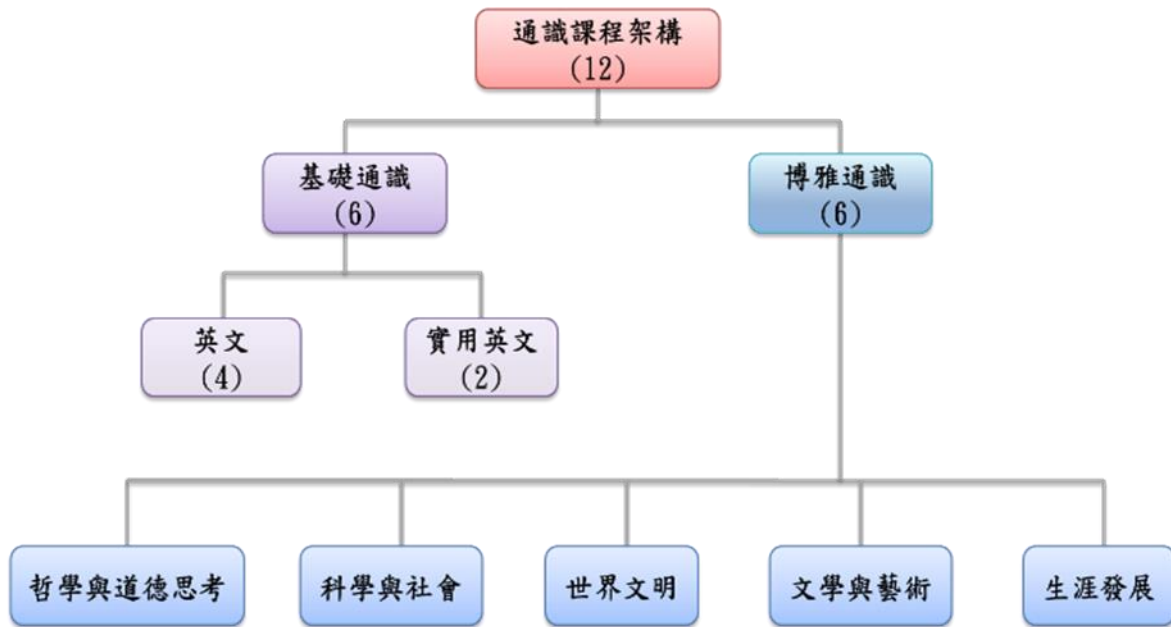 通識課程架構
(12)
基礎通識
(6)
博雅通識
(6)
英文
(4)
實用英文
(2)
哲學與道德思考
科學與社會
世界文明
文學與藝術
生涯發展